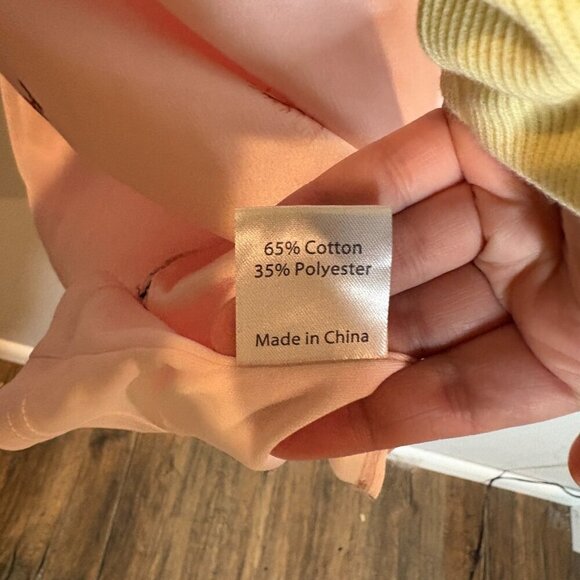 65% Cotton
35% Polyester
Made in China